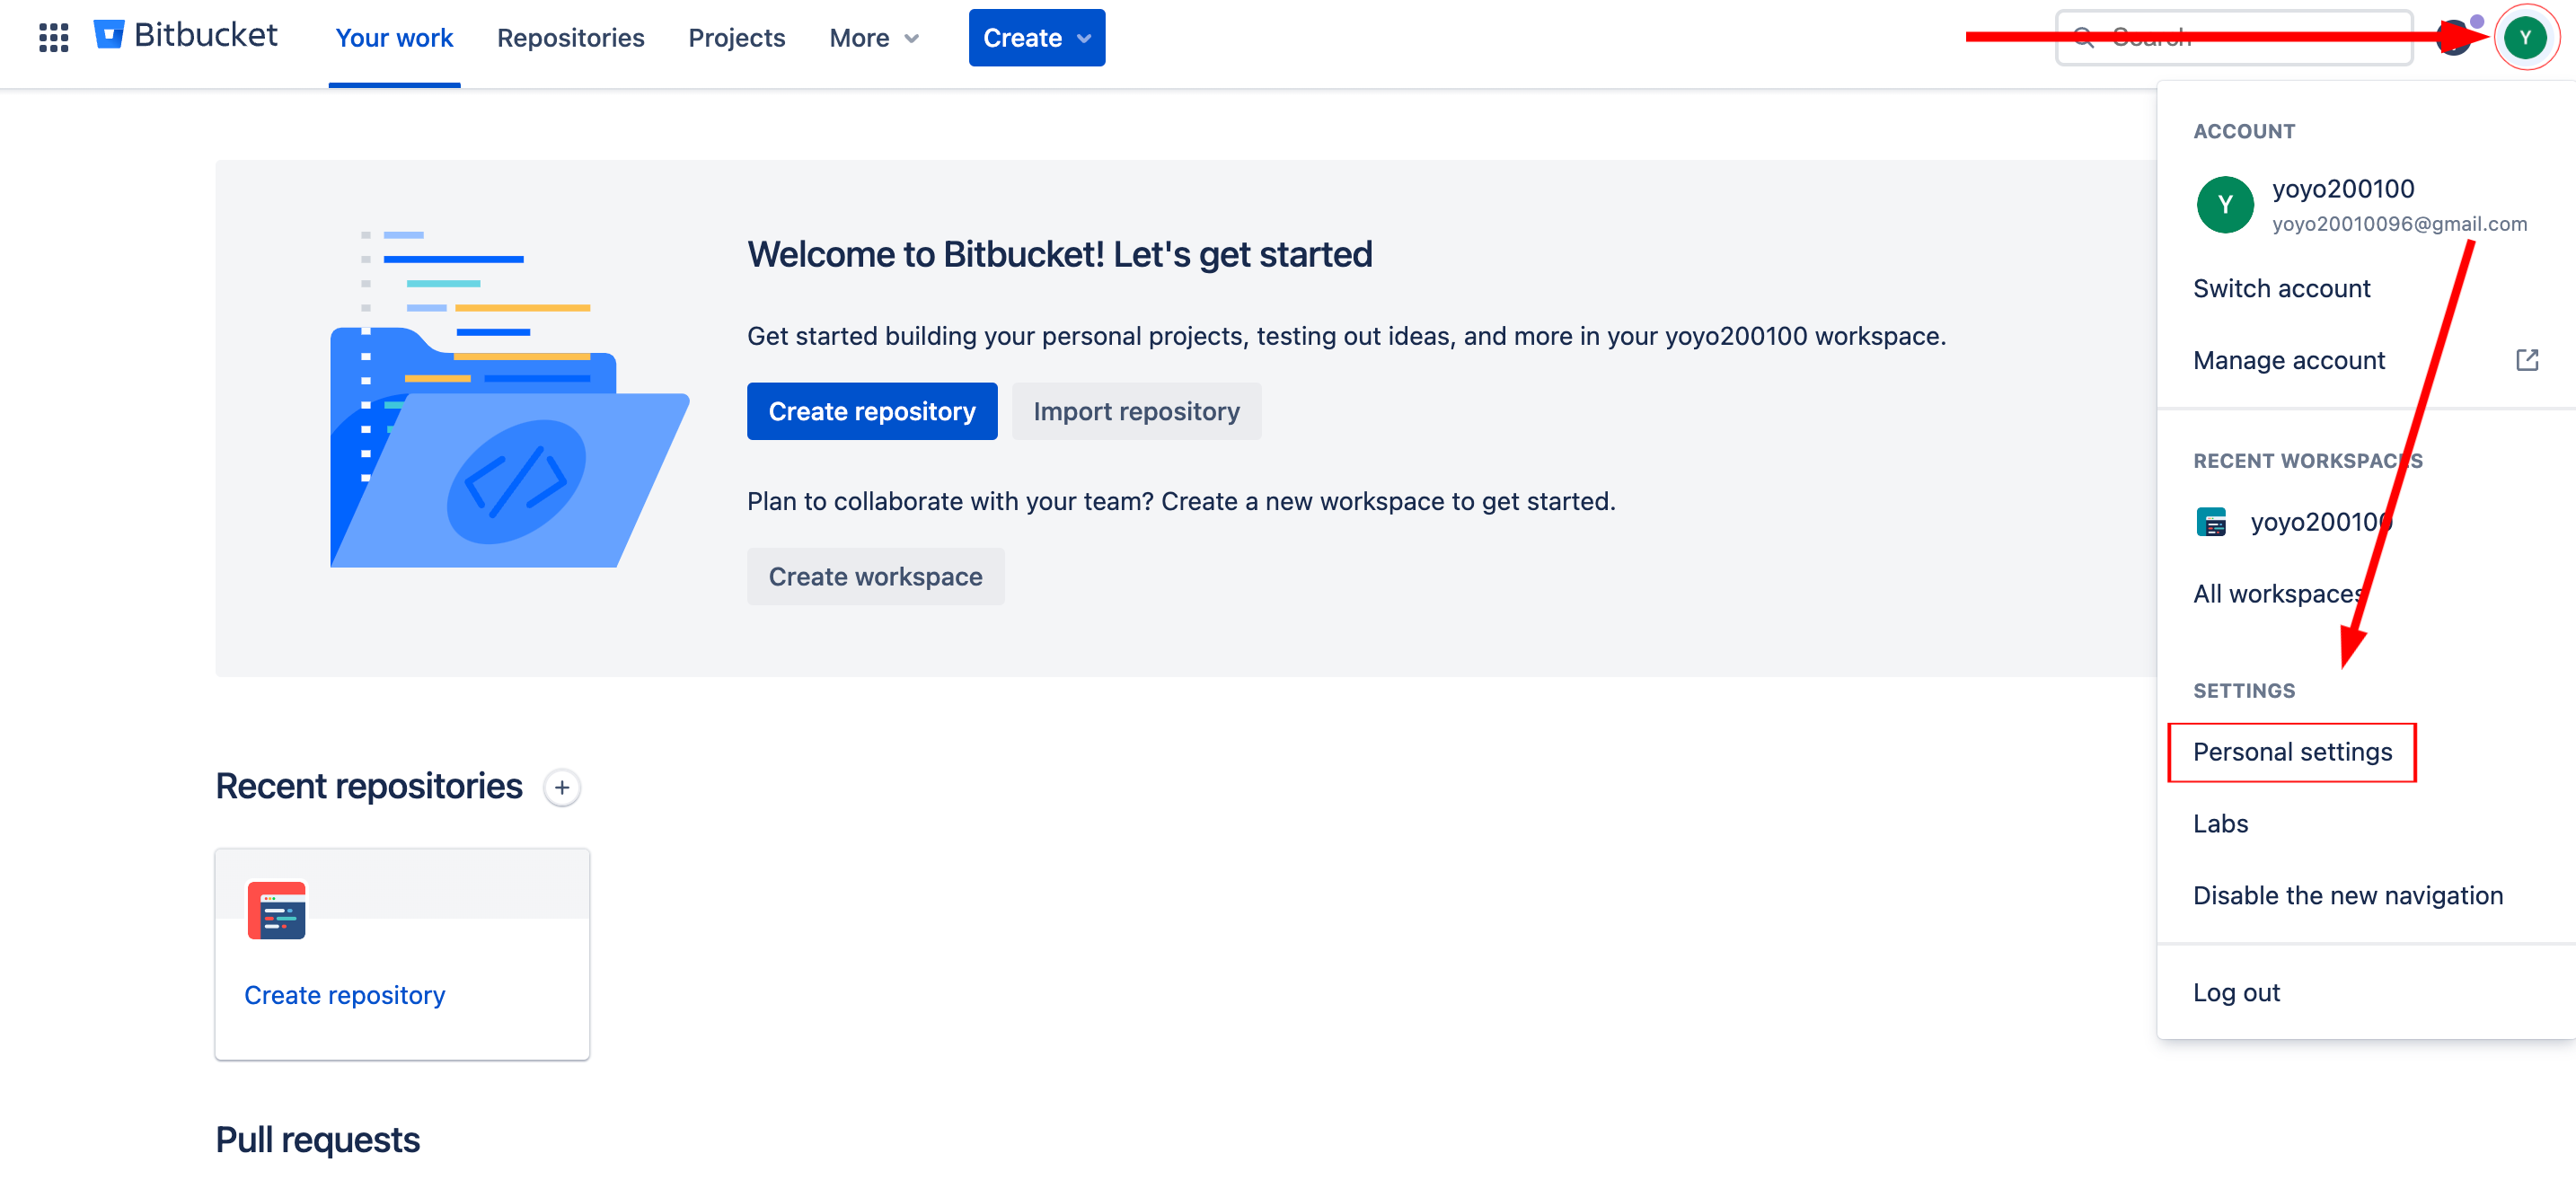 Bitbucket
Your work
Repositories
Projects
More
Create
Search
Y
ACCOUNT
Y
yoyo200100
yoyo20010096@gmail.com
Switch account
Manage account
RECENT WORKSPACES
yoyo200100
All workspaces
SETTINGS
Personal settings
Labs
Disable the new navigation
Log out
Welcome to Bitbucket! Let's get started
Get started building your personal projects, testing out ideas, and more in your yoyo200100 workspace.
Create repository
Import repository
Plan to collaborate with your team? Create a new workspace to get started.
Create workspace
</>
Recent repositories
+
Create repository
Pull requests